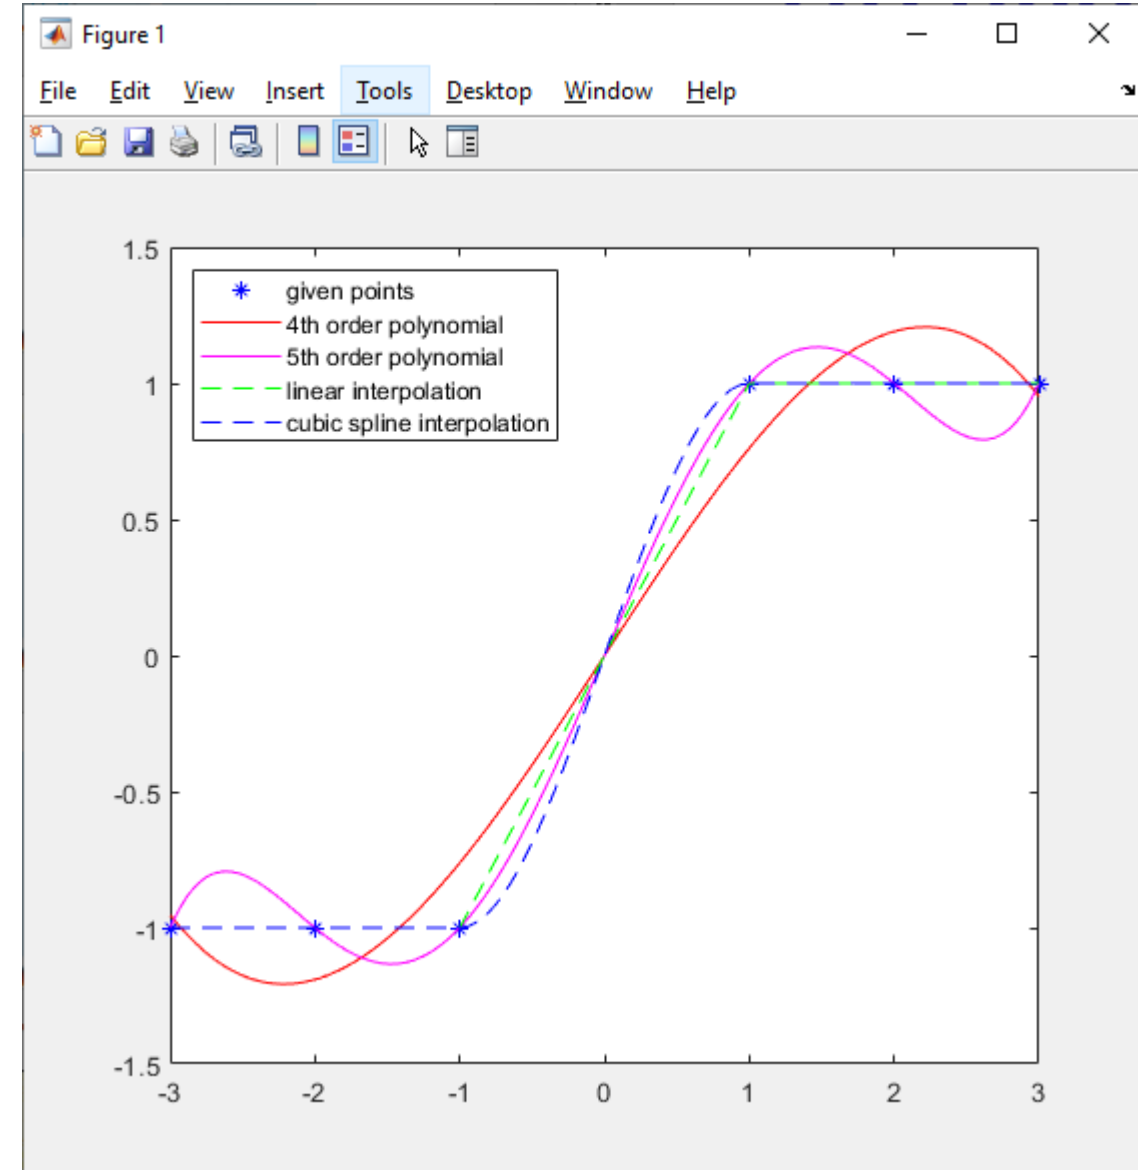 Figure 1
File Edit View Insert Tools Desktop Window Help
1.5
given points
4th order polynomial
5th order polynomial
linear interpolation
cubic spline interpolation
1
0.5
0
-0.5
-1
-1.5
-3 -2 -1 0 1 2 3